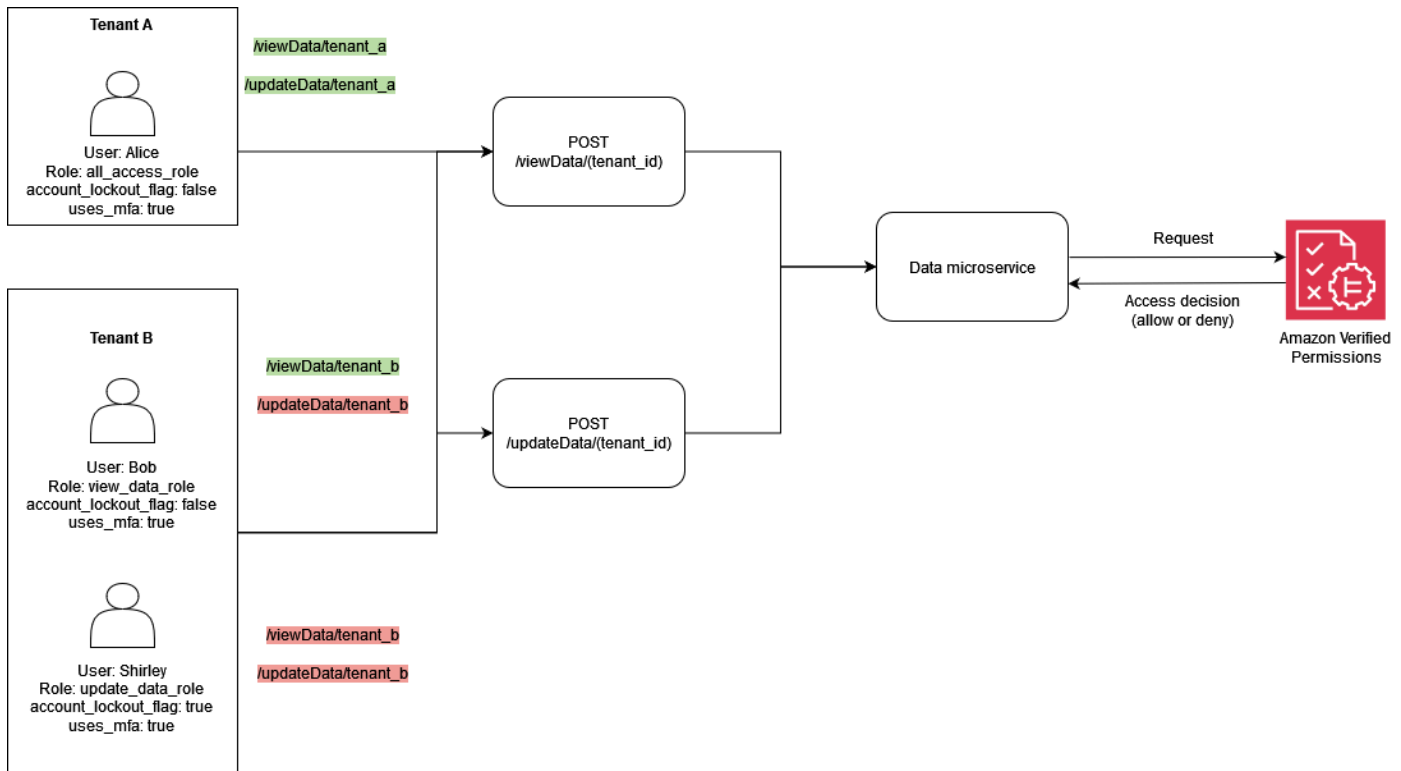 Tenant A
User: Alice
Role: all_access_role
account_lockout_flag: false
uses_mfa: true
/viewData/tenant_a
/updateData/tenant_a
POST
/viewData/(tenant_id)
Data microservice
Request
Access decision
(allow or deny)
Amazon Verified
Permissions
Tenant B
User: Bob
Role: view_data_role
account_lockout_flag: false
uses_mfa: true
/viewData/tenant_b
/updateData/tenant_b
POST
/updateData/(tenant_id)
User: Shirley
Role: update_data_role
account_lockout_flag: true
uses_mfa: true
/viewData/tenant_b
/updateData/tenant_b